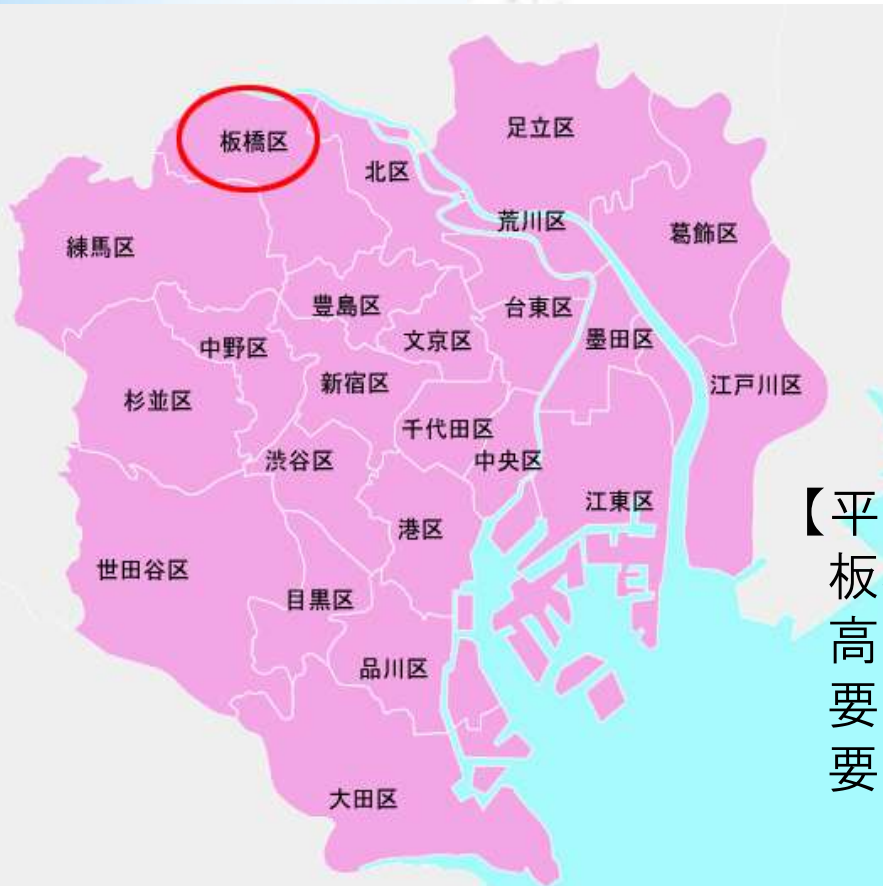 板橋区
足立区
北区
荒川区
葛飾区
練馬区
豊島区
台東区
文京区
墨田区
中野区
新宿区
江戸川区
杉並区
千代田区
渋谷区
中央区
江東区
港区
世田谷区
目黒区
品川区
大田区
【平
板
高
要
要